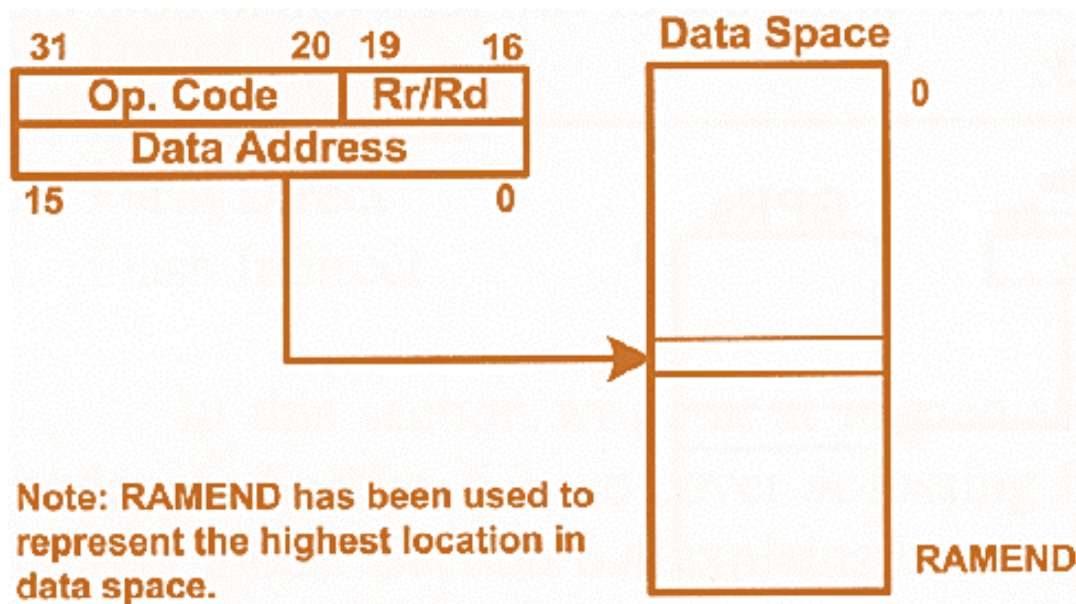 Data Space
31 20 19 16
Op. Code Rr/Rd
0
Data Address
15 0
Note: RAMEND has been used to
represent the highest location in
data space.
RAMEND